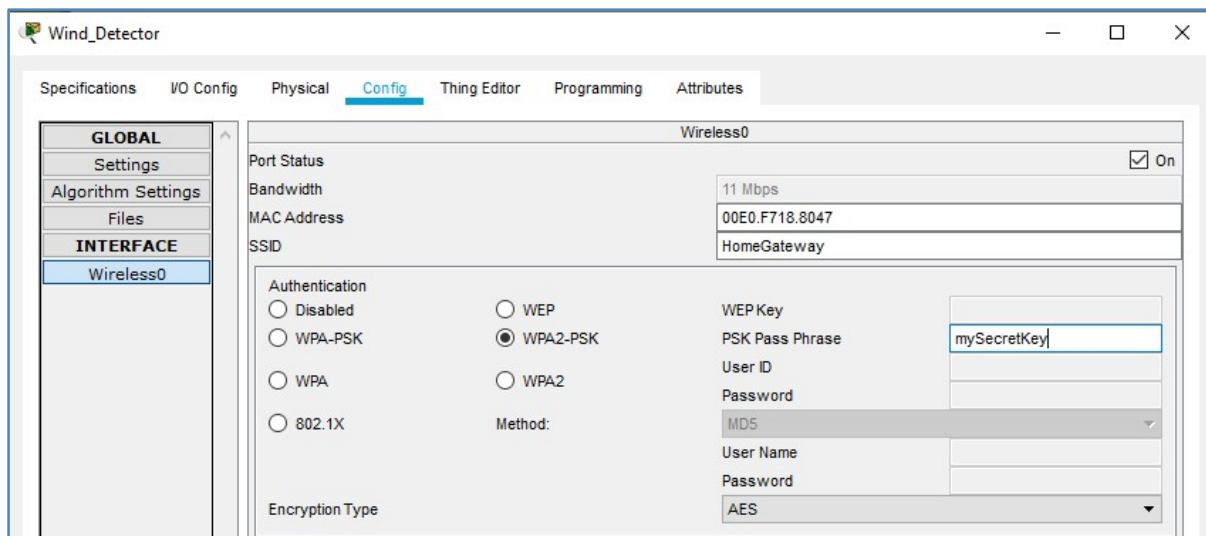 Wind_Detector
Specifications I/O Config Physical Config Thing Editor Programming Attributes
GLOBAL
Settings
Algorithm Settings
Files
INTERFACE
Wireless0
Wireless0
Port Status On
Bandwidth 11 Mbps
MAC Address 00E0.F718.8047
SSID HomeGateway
Authentication
Disabled WEP WEP Key
WPA-PSK WPA2-PSK PSK Pass Phrase mySecretKey
User ID
WPA WPA2
Password
802.1X Method: MD5
User Name
Password
Encryption Type AES